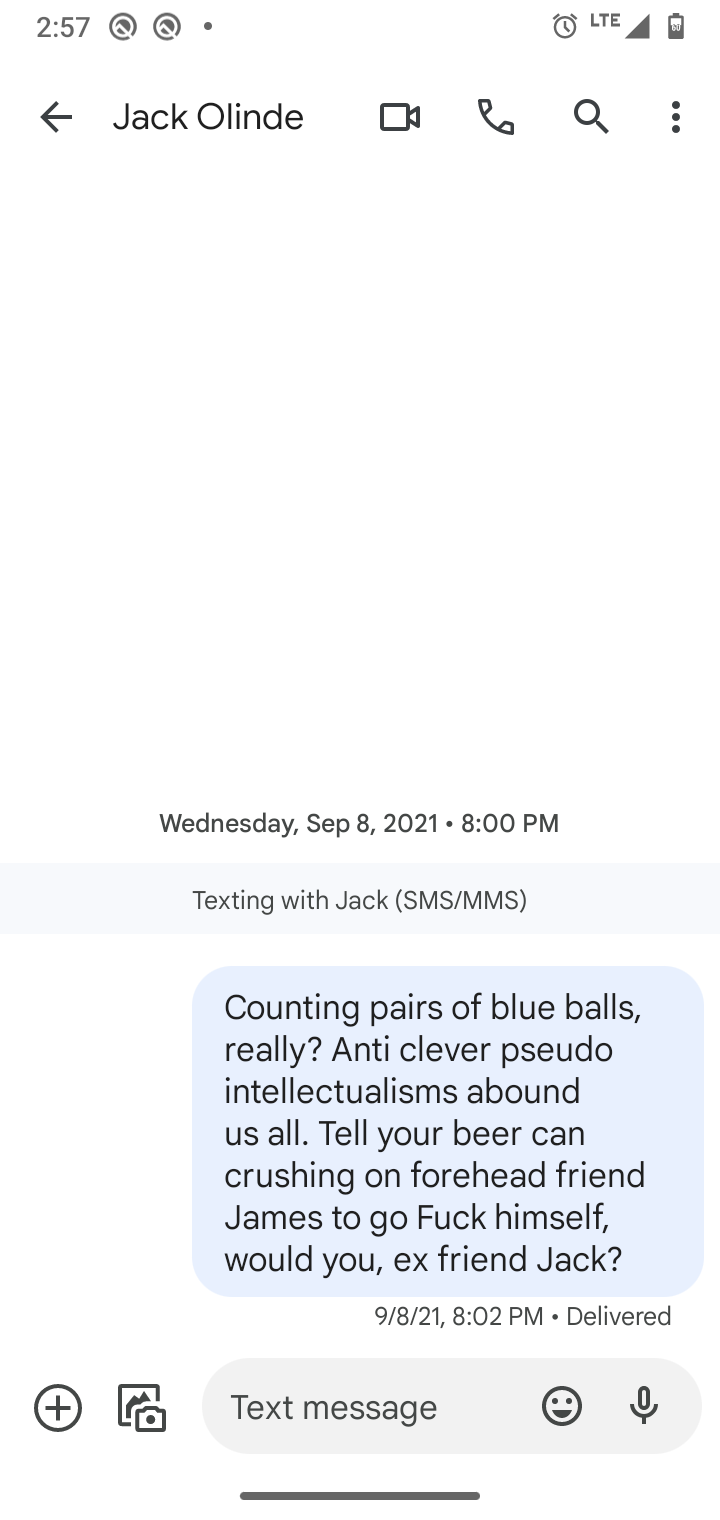 2:57 LTE
Jack Olinde
Wednesday, Sep 8, 2021 • 8:00 PM
Texting with Jack (SMS/MMS)
Counting pairs of blue balls,
really? Anti clever pseudo
intellectualisms abound
us all. Tell your beer can
crushing on forehead friend
James to go Fuck himself,
would you, ex friend Jack?
9/8/21, 8:02 PM • Delivered
Text message